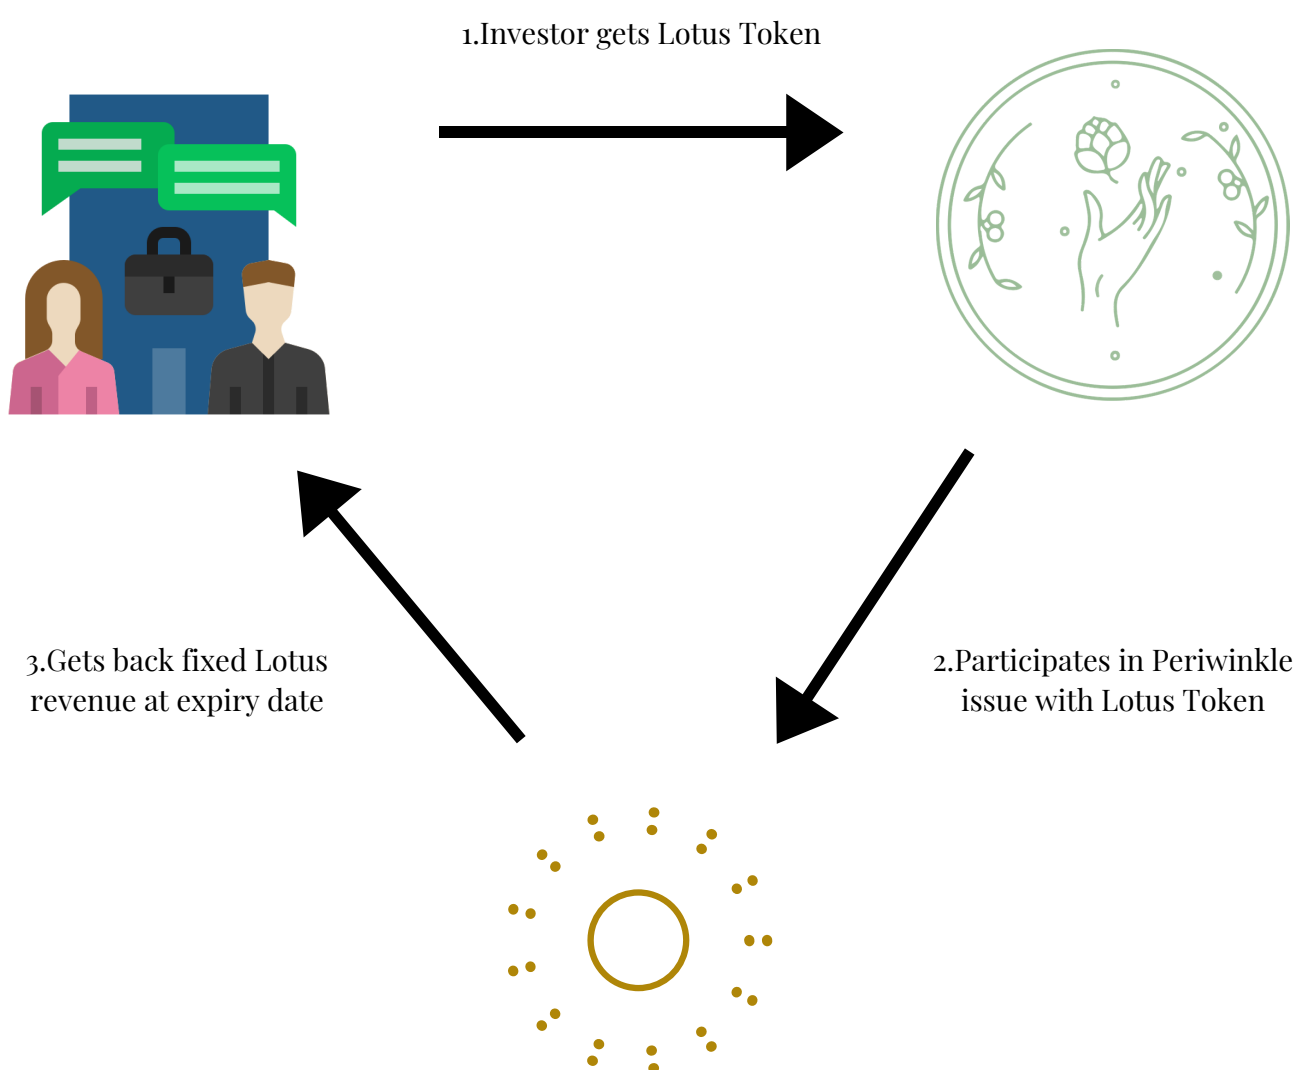 1.Investor gets Lotus Token
3.Gets back fixed Lotus
revenue at expiry date
2.Participates in Periwinkle
issue with Lotus Token